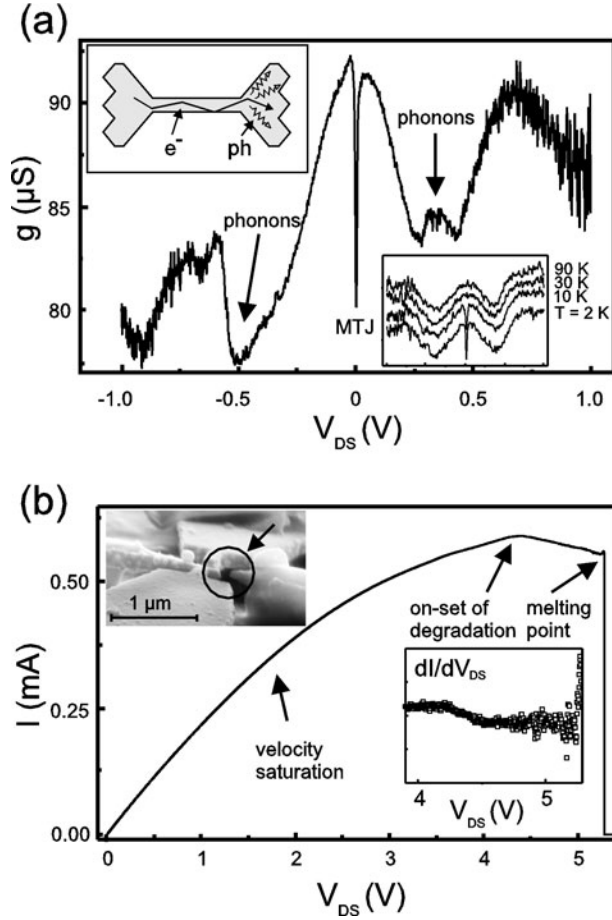 (a)
g (µS)
90
85
80
e⁻
ph
phonons
phonons
MTJ
90 K
30 K
10 K
T = 2 K
-1.0
-0.5
0
0.5
1.0
V_DS (V)
(b)
I (mA)
0.50
0.25
0.00
1 µm
velocity
saturation
on-set of
degradation
melting
point
dI/dV_DS
4
5
V_DS (V)
0
1
2
3
4
5
V_DS (V)